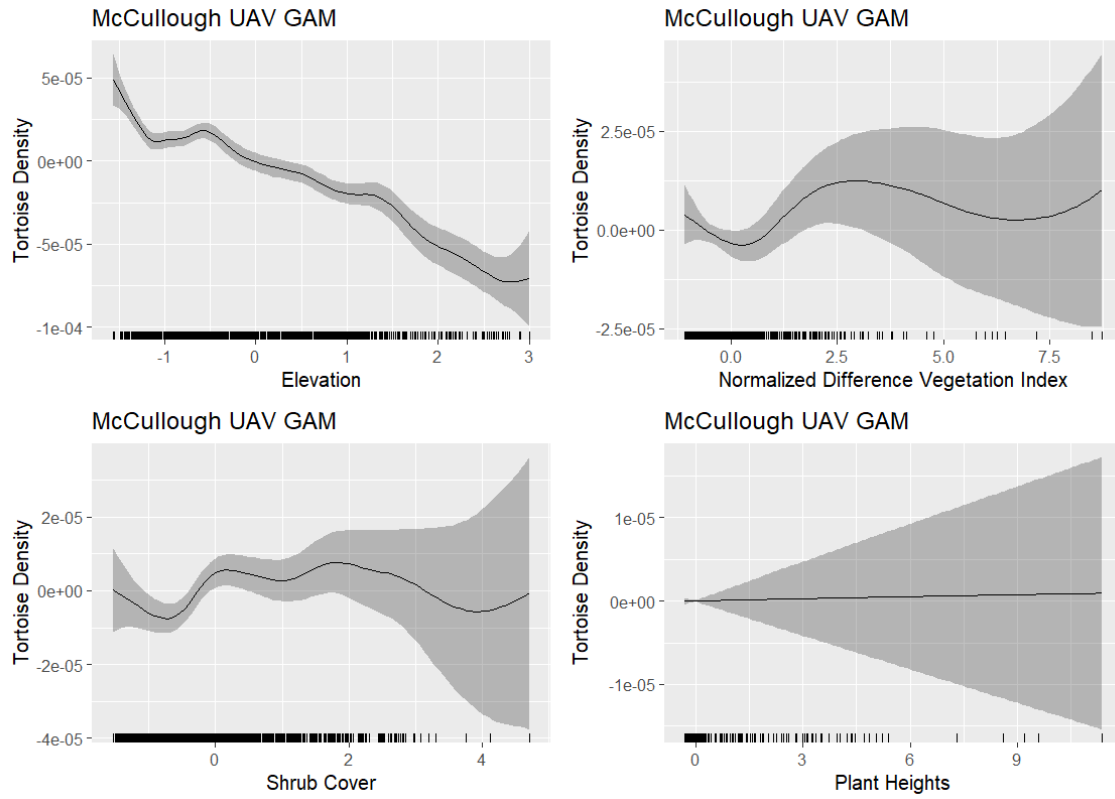 McCullough UAV GAM
Tortoise Density
5e-05
0e+00
-5e-05
-1e-04
-1 0 1 2 3
Elevation
McCullough UAV GAM
Tortoise Density
2.5e-05
0.0e+00
-2.5e-05
0.0 2.5 5.0 7.5
Normalized Difference Vegetation Index
McCullough UAV GAM
Tortoise Density
2e-05
0e+00
-2e-05
-4e-05
0 2 4
Shrub Cover
McCullough UAV GAM
Tortoise Density
1e-05
0e+00
-1e-05
0 3 6 9
Plant Heights